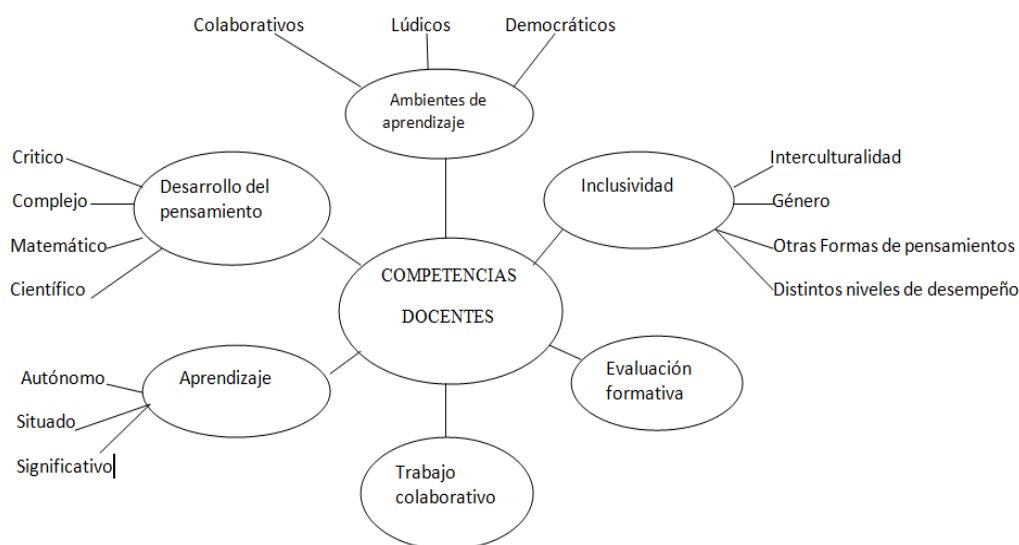 Colaborativos
Lúdicos
Democráticos
Ambientes de
aprendizaje
Critico
Complejo
Matemático
Científico
Desarrollo del
pensamiento
Inclusividad
Interculturalidad
Género
Otras Formas de pensamientos
Distintos niveles de desempeño
COMPETENCIAS
DOCENTES
Autónomo
Situado
Significativo
Aprendizaje
Evaluación
formativa
Trabajo
colaborativo